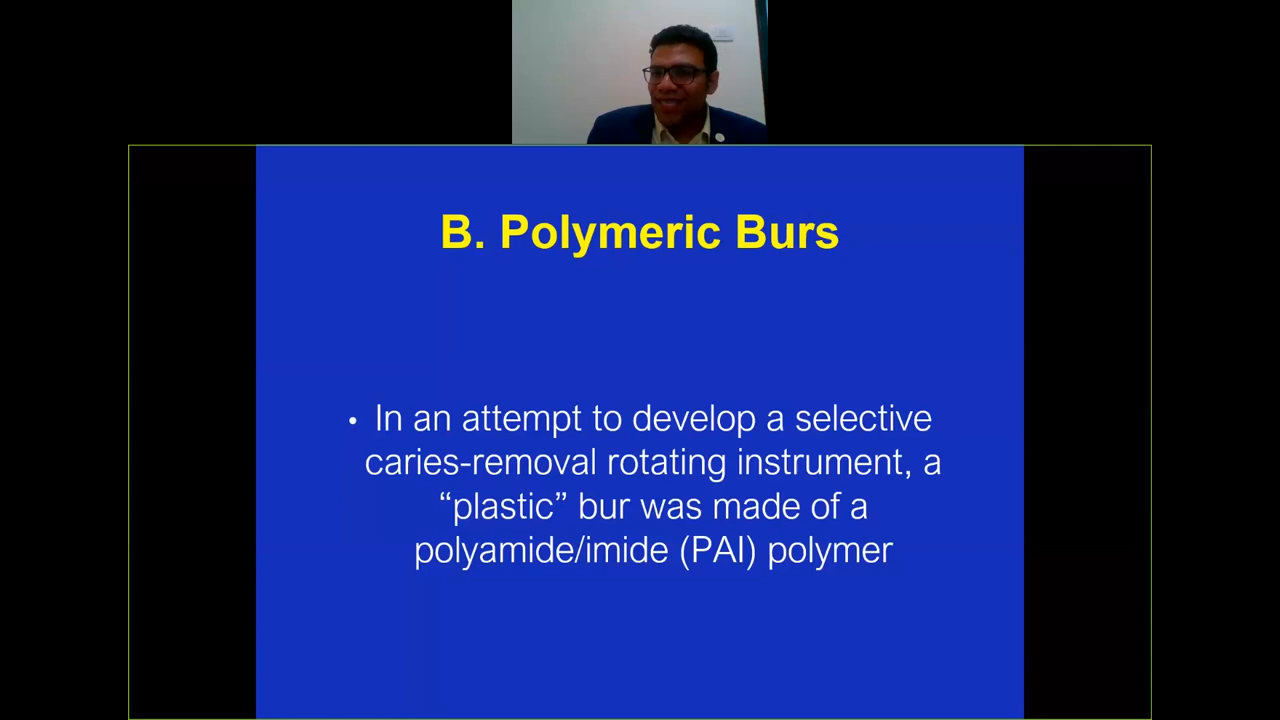 B. Polymeric Burs
• In an attempt to develop a selective
caries-removal rotating instrument, a
“plastic” bur was made of a
polyamide/imide (PAI) polymer